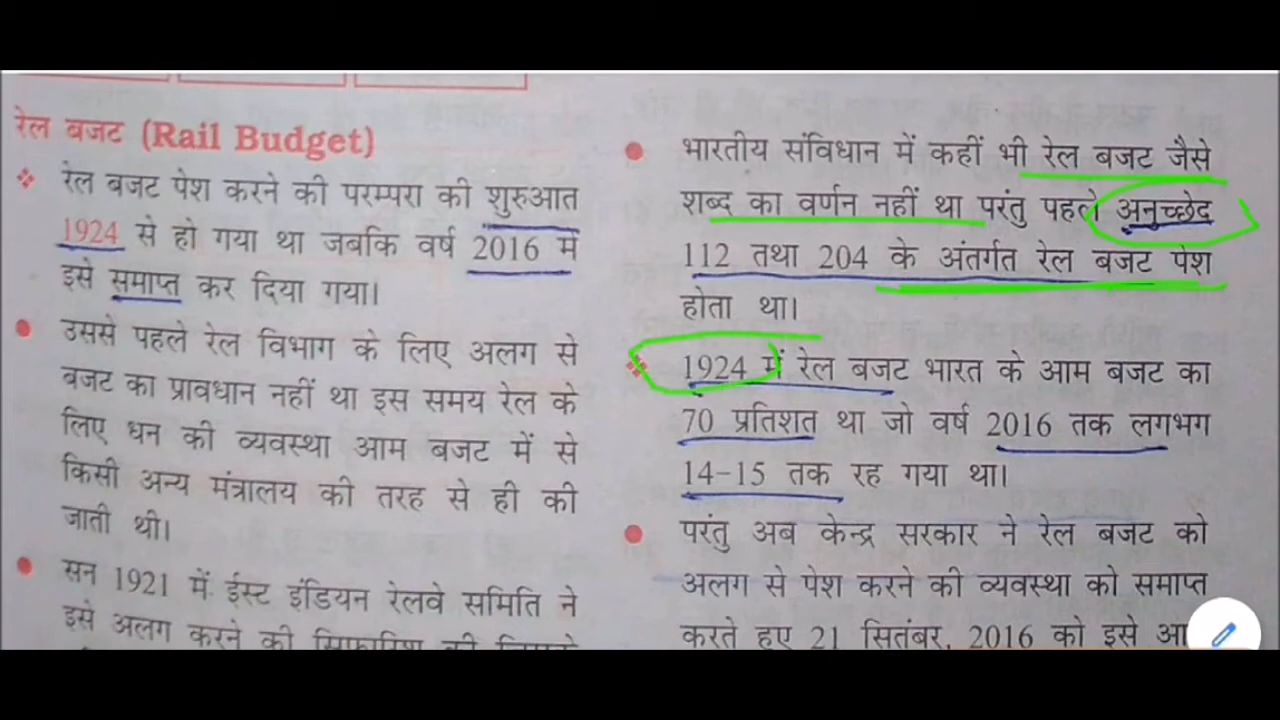 रेल बजट (Rail Budget)
रेल बजट पेश करने की परम्परा की शुरुआत
1924 से हो गया था जबकि वर्ष 2016 में
इसे समाप्त कर दिया गया।
उससे पहले रेल विभाग के लिए अलग से
बजट का प्रावधान नहीं था इस समय रेल के
लिए धन की व्यवस्था आम बजट में से
किसी अन्य मंत्रालय की तरह से ही की
जाती थी।
सन 1921 में ईस्ट इंडियन रेलवे समिति ने
इसे अलग करने की सिफारिश की
भारतीय संविधान में कहीं भी रेल बजट जैसे
शब्द का वर्णन नहीं था परंतु पहले अनुच्छेद
112 तथा 204 के अंतर्गत रेल बजट पेश
होता था।
1924 में रेल बजट भारत के आम बजट का
70 प्रतिशत था जो वर्ष 2016 तक लगभग
14-15 तक रह गया था।
परंतु अब केन्द्र सरकार ने रेल बजट को
अलग से पेश करने की व्यवस्था को समाप्त
करते हुए 21 सितंबर, 2016 को इसे